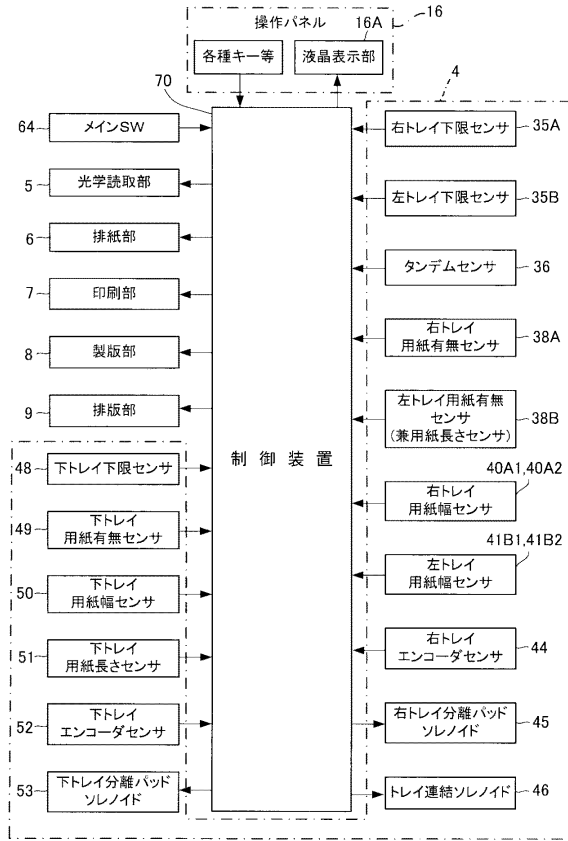 操作パネル
16
16A
各種キー等
液晶表示部
70
4
64
メインSW
5
光学読取部
6
排紙部
7
印刷部
8
製版部
9
排版部
48
下トレイ下限センサ
49
下トレイ
用紙有無センサ
50
下トレイ
用紙幅センサ
51
下トレイ
用紙長さセンサ
52
下トレイ
エンコーダセンサ
53
下トレイ分離パッド
ソレノイド
制御装置
右トレイ下限センサ
35A
左トレイ下限センサ
35B
タンデムセンサ
36
右トレイ
用紙有無センサ
38A
左トレイ用紙有無
センサ
(兼用紙長さセンサ)
38B
40A1,40A2
右トレイ
用紙幅センサ
41B1,41B2
左トレイ
用紙幅センサ
右トレイ
エンコーダセンサ
44
右トレイ分離パッド
ソレノイド
45
トレイ連結ソレノイド
46